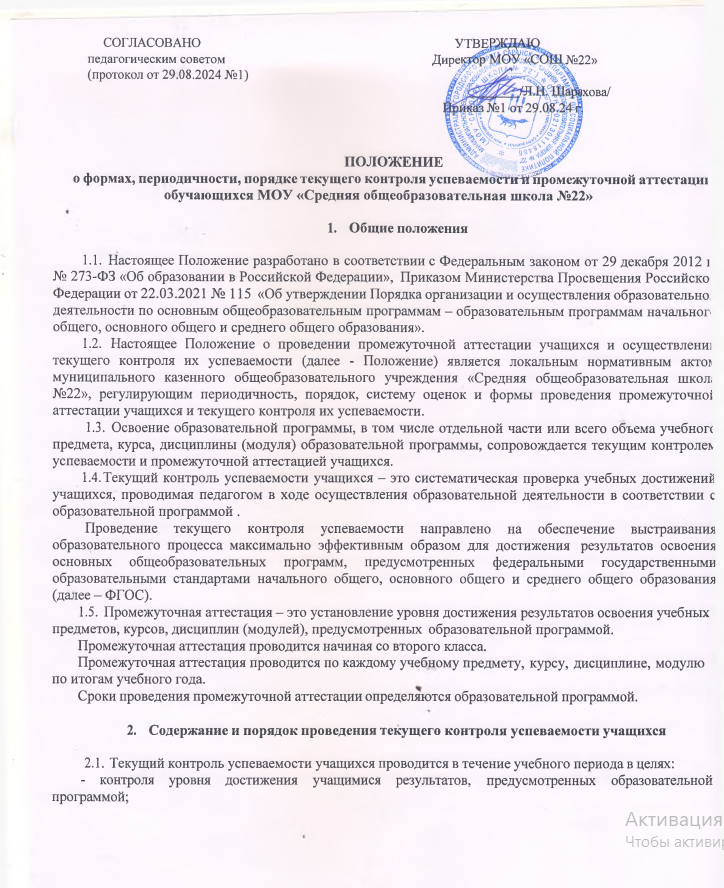 СОГЛАСОВАНО УТВЕРЖДАЮ
педагогическим советом Директор МОУ «СОШ №22»
(протокол от 29.08.2024 №1)
/Л.Н. Шарахова/
Приказ №1 от 29.08.24 г.
ПОЛОЖЕНИЕ
о формах, периодичности, порядке текущего контроля успеваемости и промежуточной аттестации
обучающихся МОУ «Средняя общеобразовательная школа №22»
1. Общие положения
1.1. Настоящее Положение разработано в соответствии с Федеральным законом от 29 декабря 2012 г
№ 273-ФЗ «Об образовании в Российской Федерации», Приказом Министерства Просвещения Российско
Федерации от 22.03.2021 № 115 «Об утверждении Порядка организации и осуществления образовательно
деятельности по основным общеобразовательным программам – образовательным программам начальног
общего, основного общего и среднего общего образования».
1.2. Настоящее Положение о проведении промежуточной аттестации учащихся и осуществлени
текущего контроля их успеваемости (далее - Положение) является локальным нормативным актом
муниципального казенного общеобразовательного учреждения «Средняя общеобразовательная школа
№22», регулирующим периодичность, порядок, систему оценок и формы проведения промежуточной
аттестации учащихся и текущего контроля их успеваемости.
1.3. Освоение образовательной программы, в том числе отдельной части или всего объема учебного
предмета, курса, дисциплины (модуля) образовательной программы, сопровождается текущим контролем
успеваемости и промежуточной аттестацией учащихся.
1.4.Текущий контроль успеваемости учащихся – это систематическая проверка учебных достижений
учащихся, проводимая педагогом в ходе осуществления образовательной деятельности в соответствии с
образовательной программой .
Проведение текущего контроля успеваемости направлено на обеспечение выстраивания
образовательного процесса максимально эффективным образом для достижения результатов освоения
основных общеобразовательных программ, предусмотренных федеральными государственными
образовательными стандартами начального общего, основного общего и среднего общего образования
(далее – ФГОС).
1.5. Промежуточная аттестация – это установление уровня достижения результатов освоения учебных
предметов, курсов, дисциплин (модулей), предусмотренных образовательной программой.
Промежуточная аттестация проводится начиная со второго класса.
Промежуточная аттестация проводится по каждому учебному предмету, курсу, дисциплине, модулю
по итогам учебного года.
Сроки проведения промежуточной аттестации определяются образовательной программой.
2. Содержание и порядок проведения текущего контроля успеваемости учащихся
2.1. Текущий контроль успеваемости учащихся проводится в течение учебного периода в целях:
- контроля уровня достижения учащимися результатов, предусмотренных образовательной
программой;
Активация
Чтобы активир